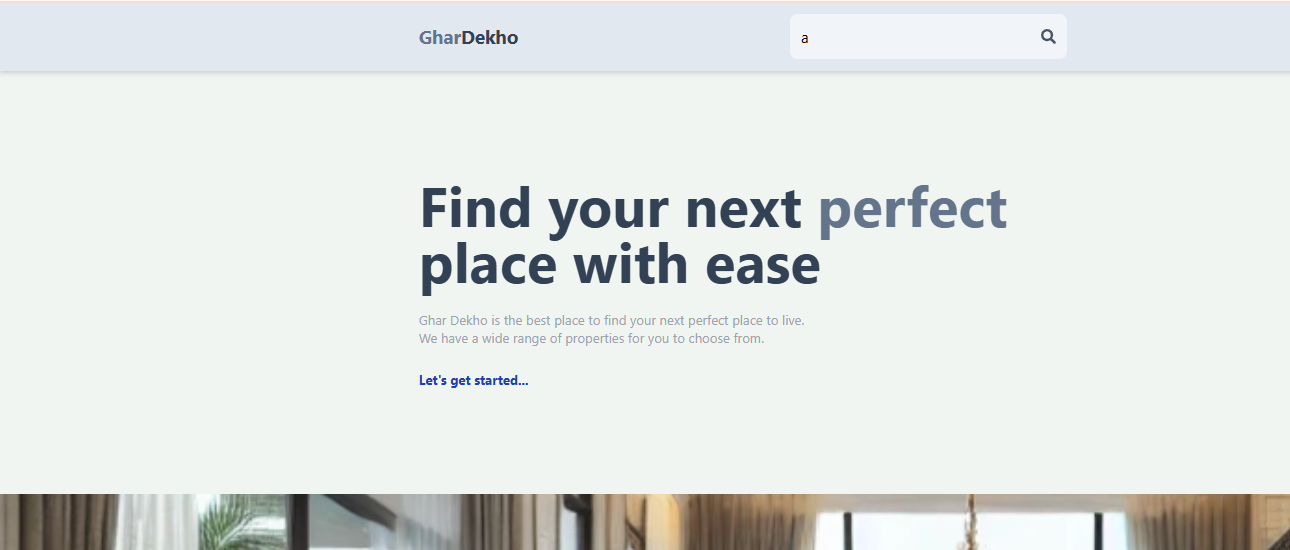 GharDekho
a
Find your next perfect
place with ease
Ghar Dekho is the best place to find your next perfect place to live.
We have a wide range of properties for you to choose from.
Let's get started...